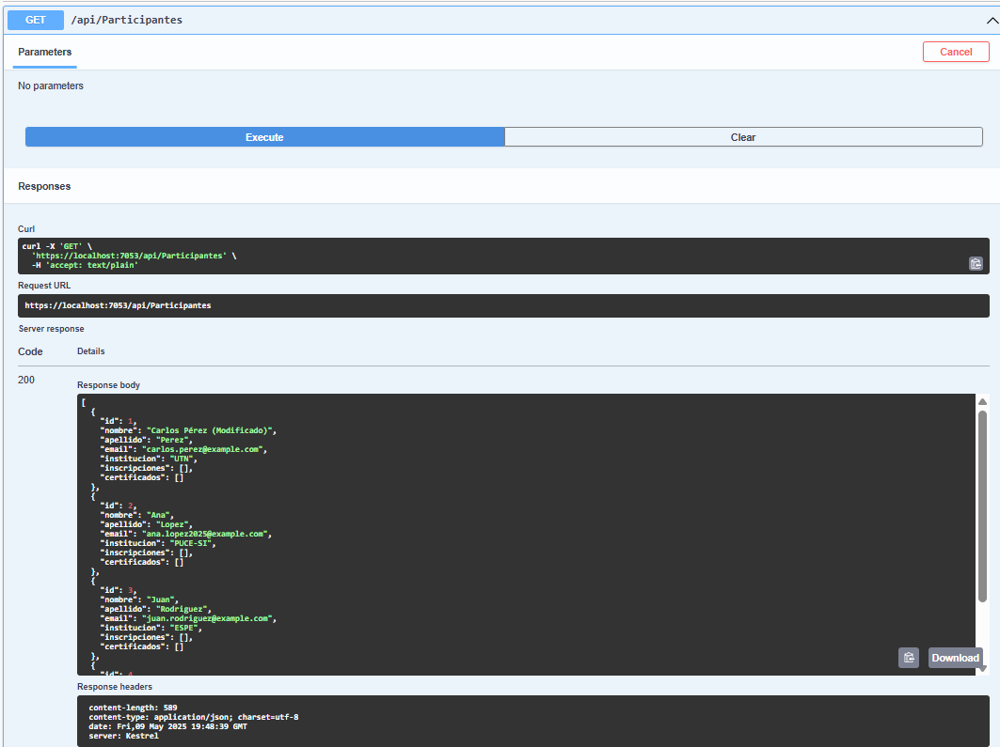 GET /api/Participantes
Parameters
Cancel
No parameters
Execute
Clear
Responses
Curl
curl -X 'GET' \
  'https://localhost:7053/api/Participantes' \
  -H 'accept: text/plain'
Request URL
https://localhost:7053/api/Participantes
Server response
Code Details
200
Response body
[
  {
    "id": 1,
    "nombre": "Carlos Pérez (Modificado)",
    "apellido": "Perez",
    "email": "carlos.perez@example.com",
    "institucion": "UTN",
    "inscripciones": [],
    "certificados": []
  },
  {
    "id": 2,
    "nombre": "Ana",
    "apellido": "Lopez",
    "email": "ana.lopez2025@example.com",
    "institucion": "PUCE-SI",
    "inscripciones": [],
    "certificados": []
  },
  {
    "id": 3,
    "nombre": "Juan",
    "apellido": "Rodriguez",
    "email": "juan.rodriguez@example.com",
    "institucion": "ESPE",
    "inscripciones": [],
    "certificados": []
  },
  {
    "id": 4
Download
Response headers
content-length: 589
content-type: application/json; charset=utf-8
date: Fri,09 May 2025 19:48:39 GMT
server: Kestrel